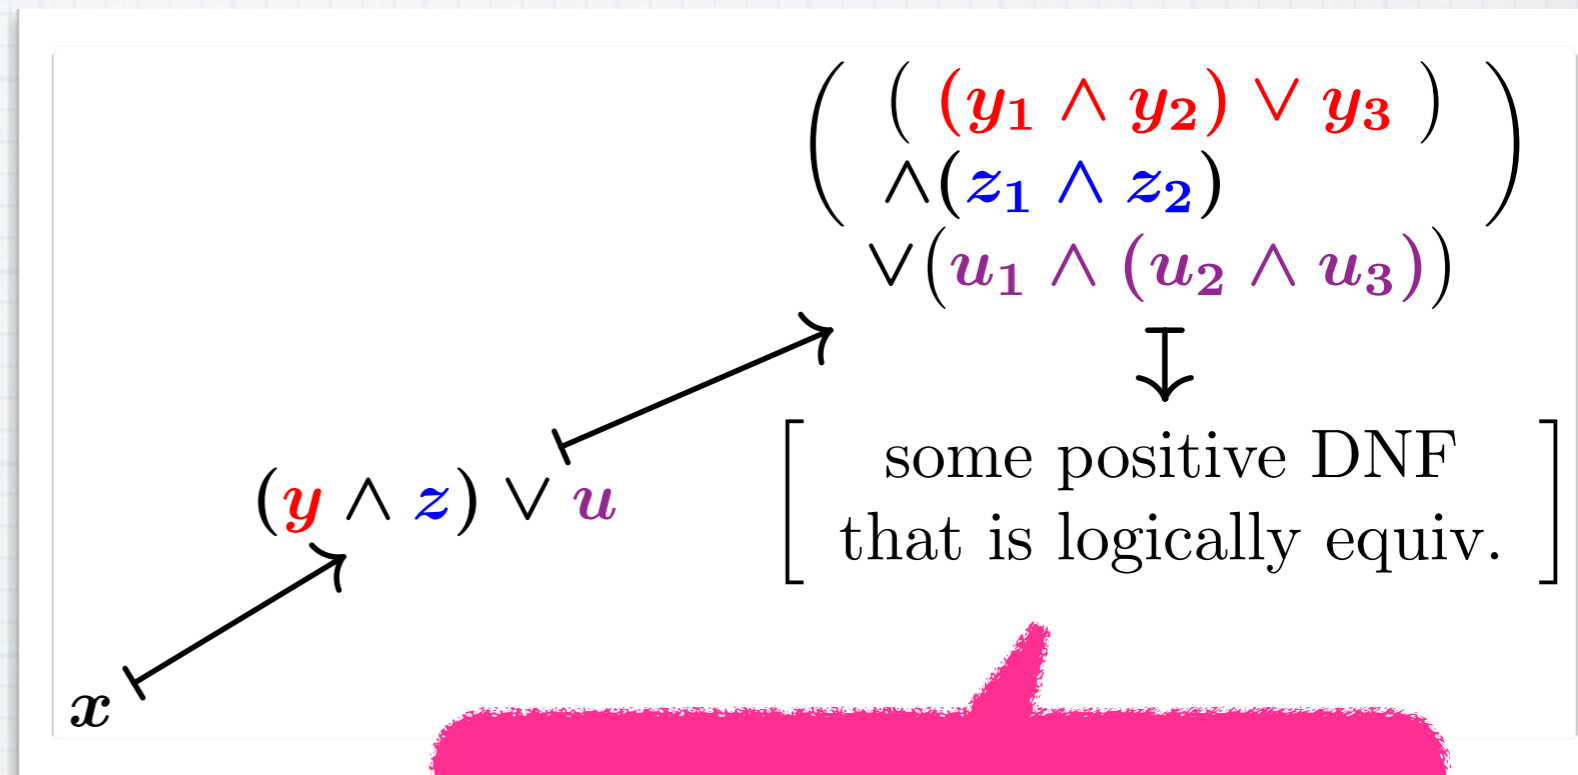 ( ( (y₁ ∧ y₂) ∨ y₃ ) )
∧(z₁ ∧ z₂)
∨(u₁ ∧ (u₂ ∧ u₃))
(y ∧ z) ∨ u
[ some positive DNF ]
that is logically equiv.
x